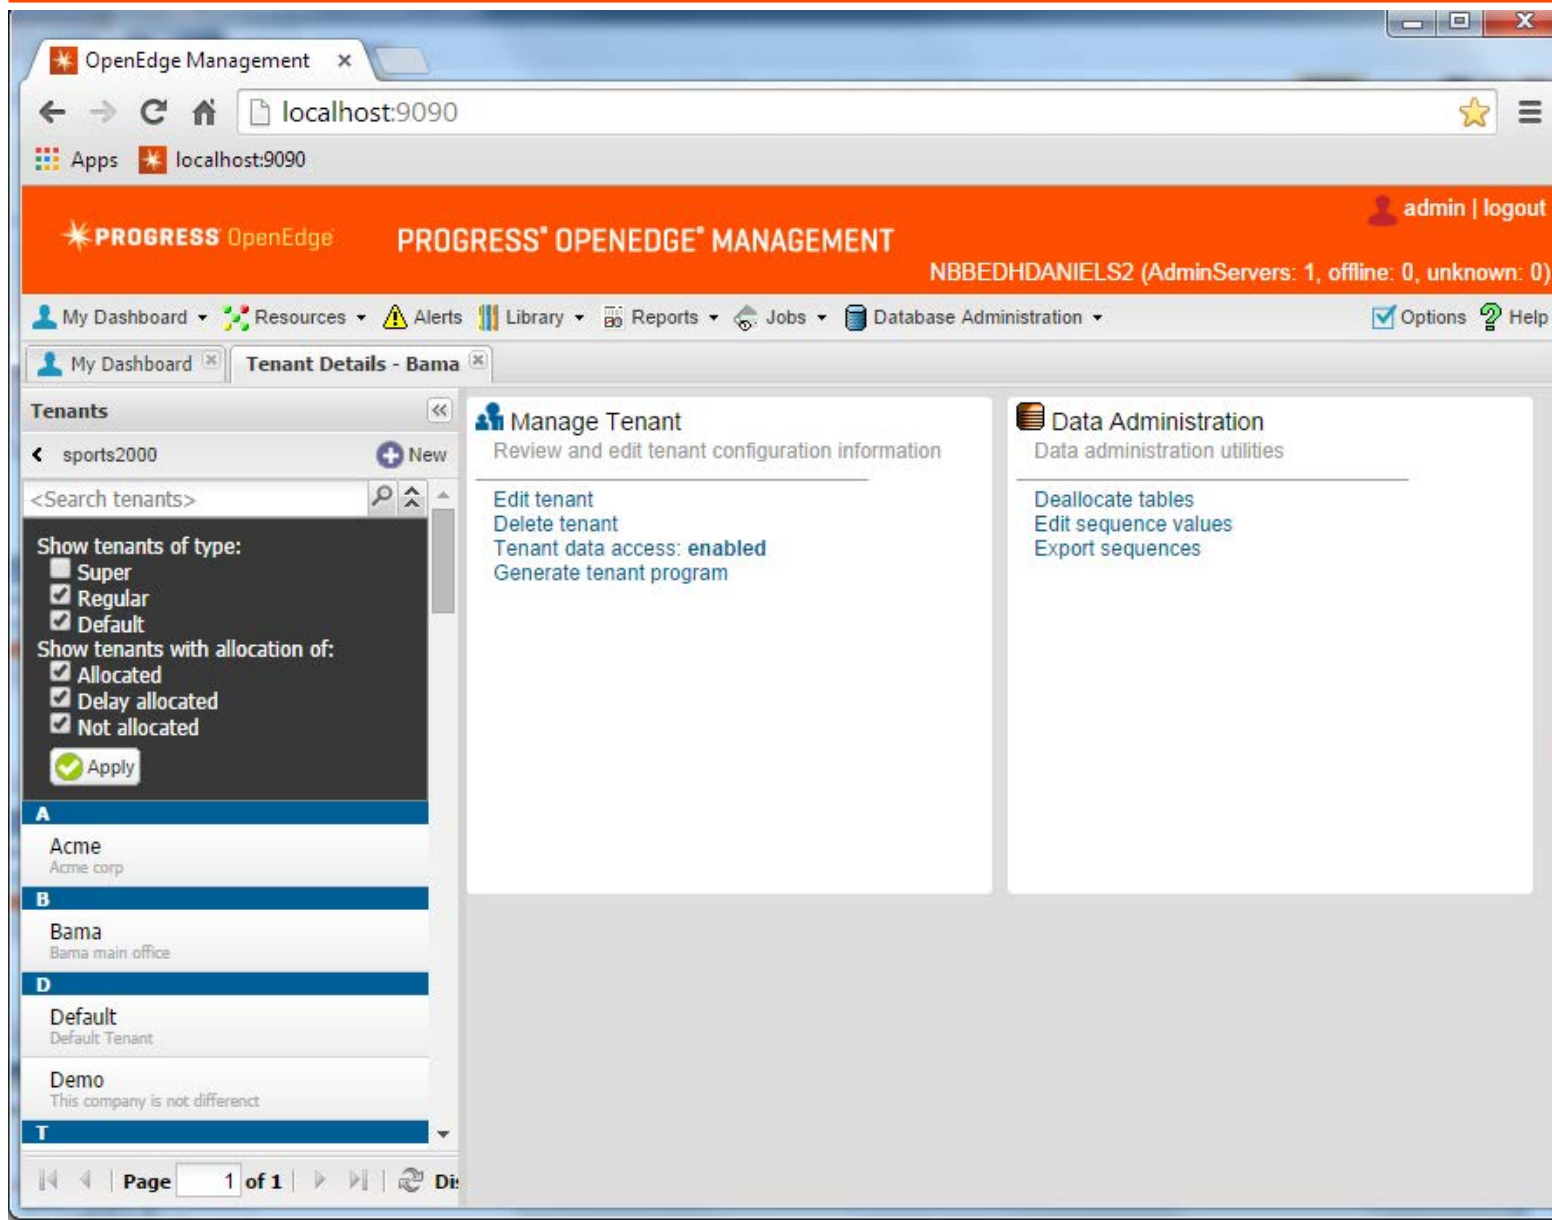 OpenEdge Management
localhost:9090
Apps localhost:9090
admin | logout
PROGRESS OpenEdge PROGRESS® OPENEDGE® MANAGEMENT
NBBEDHDANIELS2 (AdminServers: 1, offline: 0, unknown: 0)
My Dashboard Resources Alerts Library Reports Jobs Database Administration Options Help
My Dashboard Tenant Details - Bama
Tenants
sports2000 New
<Search tenants>
Show tenants of type:
Super
Regular
Default
Show tenants with allocation of:
Allocated
Delay allocated
Not allocated
Apply
A
Acme
Acme corp
B
Bama
Bama main office
D
Default
Default Tenant
Demo
This company is not differenct
T
Page 1 of 1 Dis
Manage Tenant
Review and edit tenant configuration information
Edit tenant
Delete tenant
Tenant data access: enabled
Generate tenant program
Data Administration
Data administration utilities
Deallocate tables
Edit sequence values
Export sequences